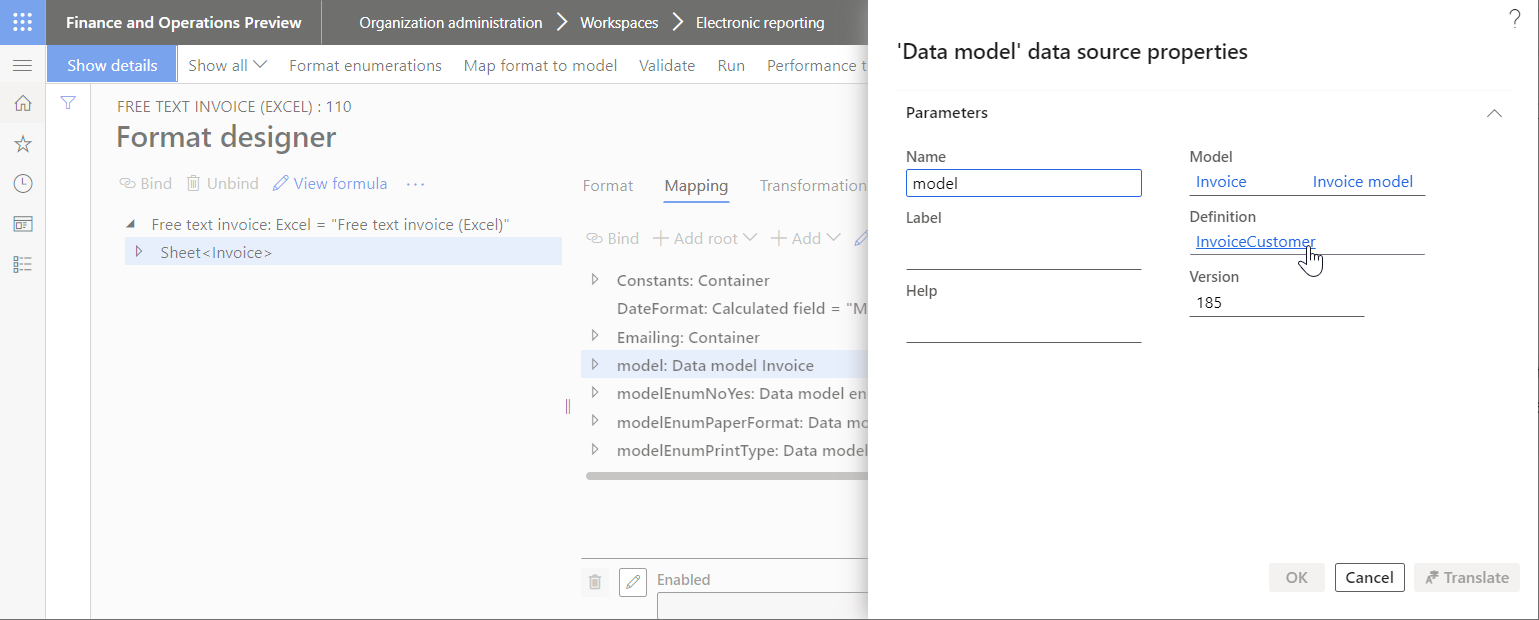 Finance and Operations Preview
Organization administration > Workspaces > Electronic reporting
Show details
Show all
Format enumerations
Map format to model
Validate
Run
Performance t
FREE TEXT INVOICE (EXCEL) : 110
Format designer
Bind
Unbind
View formula
...
Free text invoice: Excel = "Free text invoice (Excel)"
Sheet<Invoice>
Format
Mapping
Transformation
Bind
Add root
Add
Constants: Container
DateFormat: Calculated field = "M
Emailing: Container
model: Data model Invoice
modelEnumNoYes: Data model en
modelEnumPaperFormat: Data mo
modelEnumPrintType: Data model
Enabled
?
'Data model' data source properties
Parameters
Name
model
Label
Help
Model
Invoice Invoice model
Definition
InvoiceCustomer
Version
185
OK
Cancel
Translate